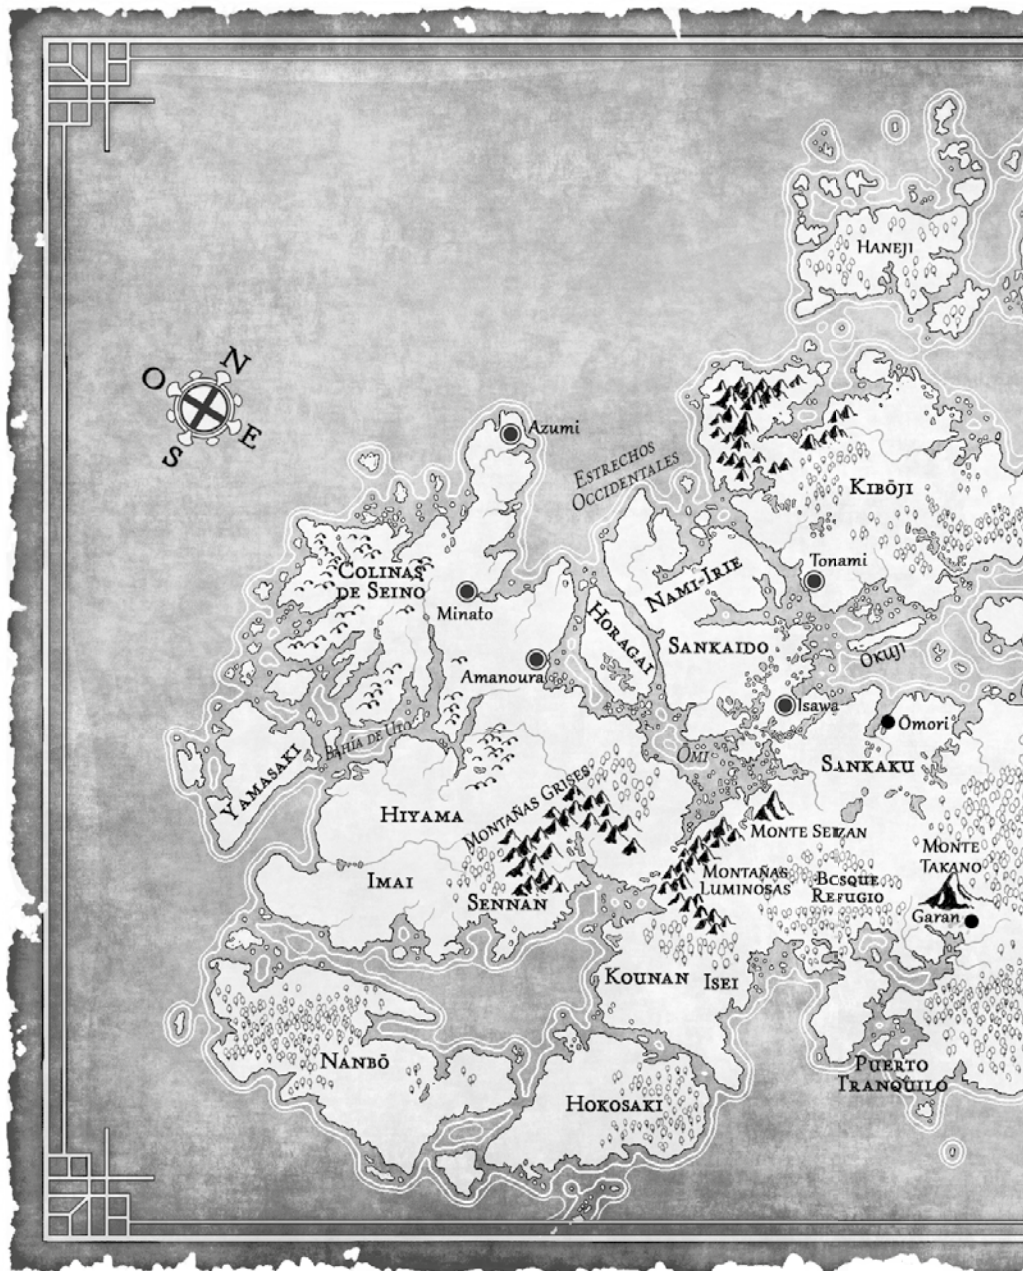 HANEJI
N
O
E
S
Azumi
ESTRECHOS
OCCIDENTALES
KIBŌJI
Tonami
COLINAS
DE SEINO
NAMI-IRIE
Minato
HORAGAI
SANKAIDO
OKUJI
Amanoura
Isawa
Ōmori
BAHÍA DE UTO
ŌMI
SANKAKU
YAMASAKI
HIYAMA
MONTAÑAS GRISES
MONTE SEIZAN
MONTE
TAKANO
IMAI
MONTAÑAS
LUMINOSAS
BOSQUE
REFUGIO
SENNAN
Garan
KOUNAN
ISEI
NANBŌ
PUERTO
TRANQUILO
HOKOSAKI